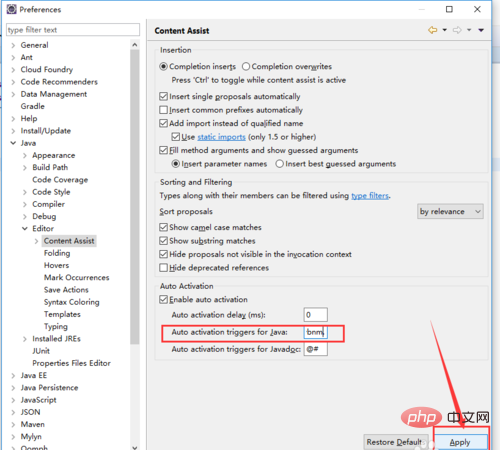 Preferences
type filter text
General
Ant
Cloud Foundry
Code Recommenders
Data Management
Gradle
Help
Install/Update
Java
Appearance
Build Path
Code Coverage
Code Style
Compiler
Debug
Editor
Content Assist
Folding
Hovers
Mark Occurrences
Save Actions
Syntax Coloring
Templates
Typing
Installed JREs
JUnit
Properties Files Editor
Java EE
Java Persistence
JavaScript
JSON
Maven
Mylyn
Oomph
Content Assist
Insertion
Completion inserts Completion overwrites
Press 'Ctrl' to toggle while content assist is active
Insert single proposals automatically
Insert common prefixes automatically
Add import instead of qualified name
Use static imports (only 1.5 or higher)
Fill method arguments and show guessed arguments
Insert parameter names Insert best guessed arguments
Sorting and Filtering
Types along with their members can be filtered using type filters.
Sort proposals by relevance
Show camel case matches
Show substring matches
Hide proposals not visible in the invocation context
Hide deprecated references
Auto Activation
Enable auto activation
Auto activation delay (ms): 0
Auto activation triggers for Java: bnm
Auto activation triggers for Javadoc: @#
Restore Defaults Apply
php 中文网